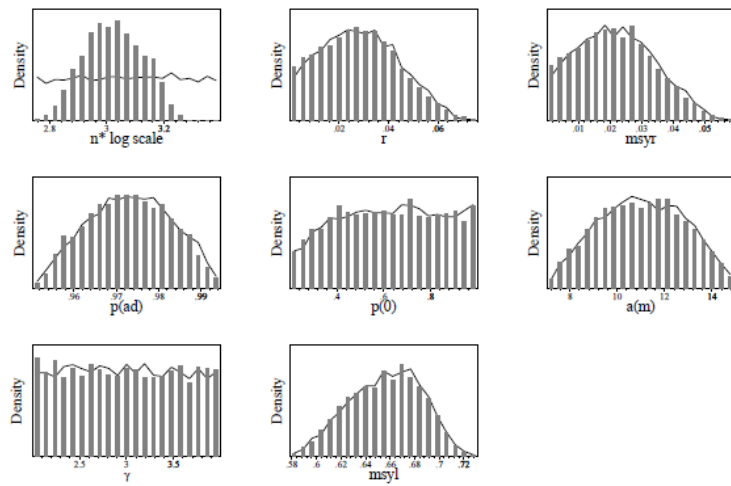 Density
2.8 3 3.2
n* log scale
Density
.02 .04 .06
r
Density
.01 .02 .03 .04 .05
msyr
Density
.96 .97 .98 .99
p(ad)
Density
.4 .6 .8
p(0)
Density
8 10 12 14
a(m)
Density
2.5 3 3.5
γ
Density
.58 .6 .62 .64 .66 .68 .7 .72
msyl